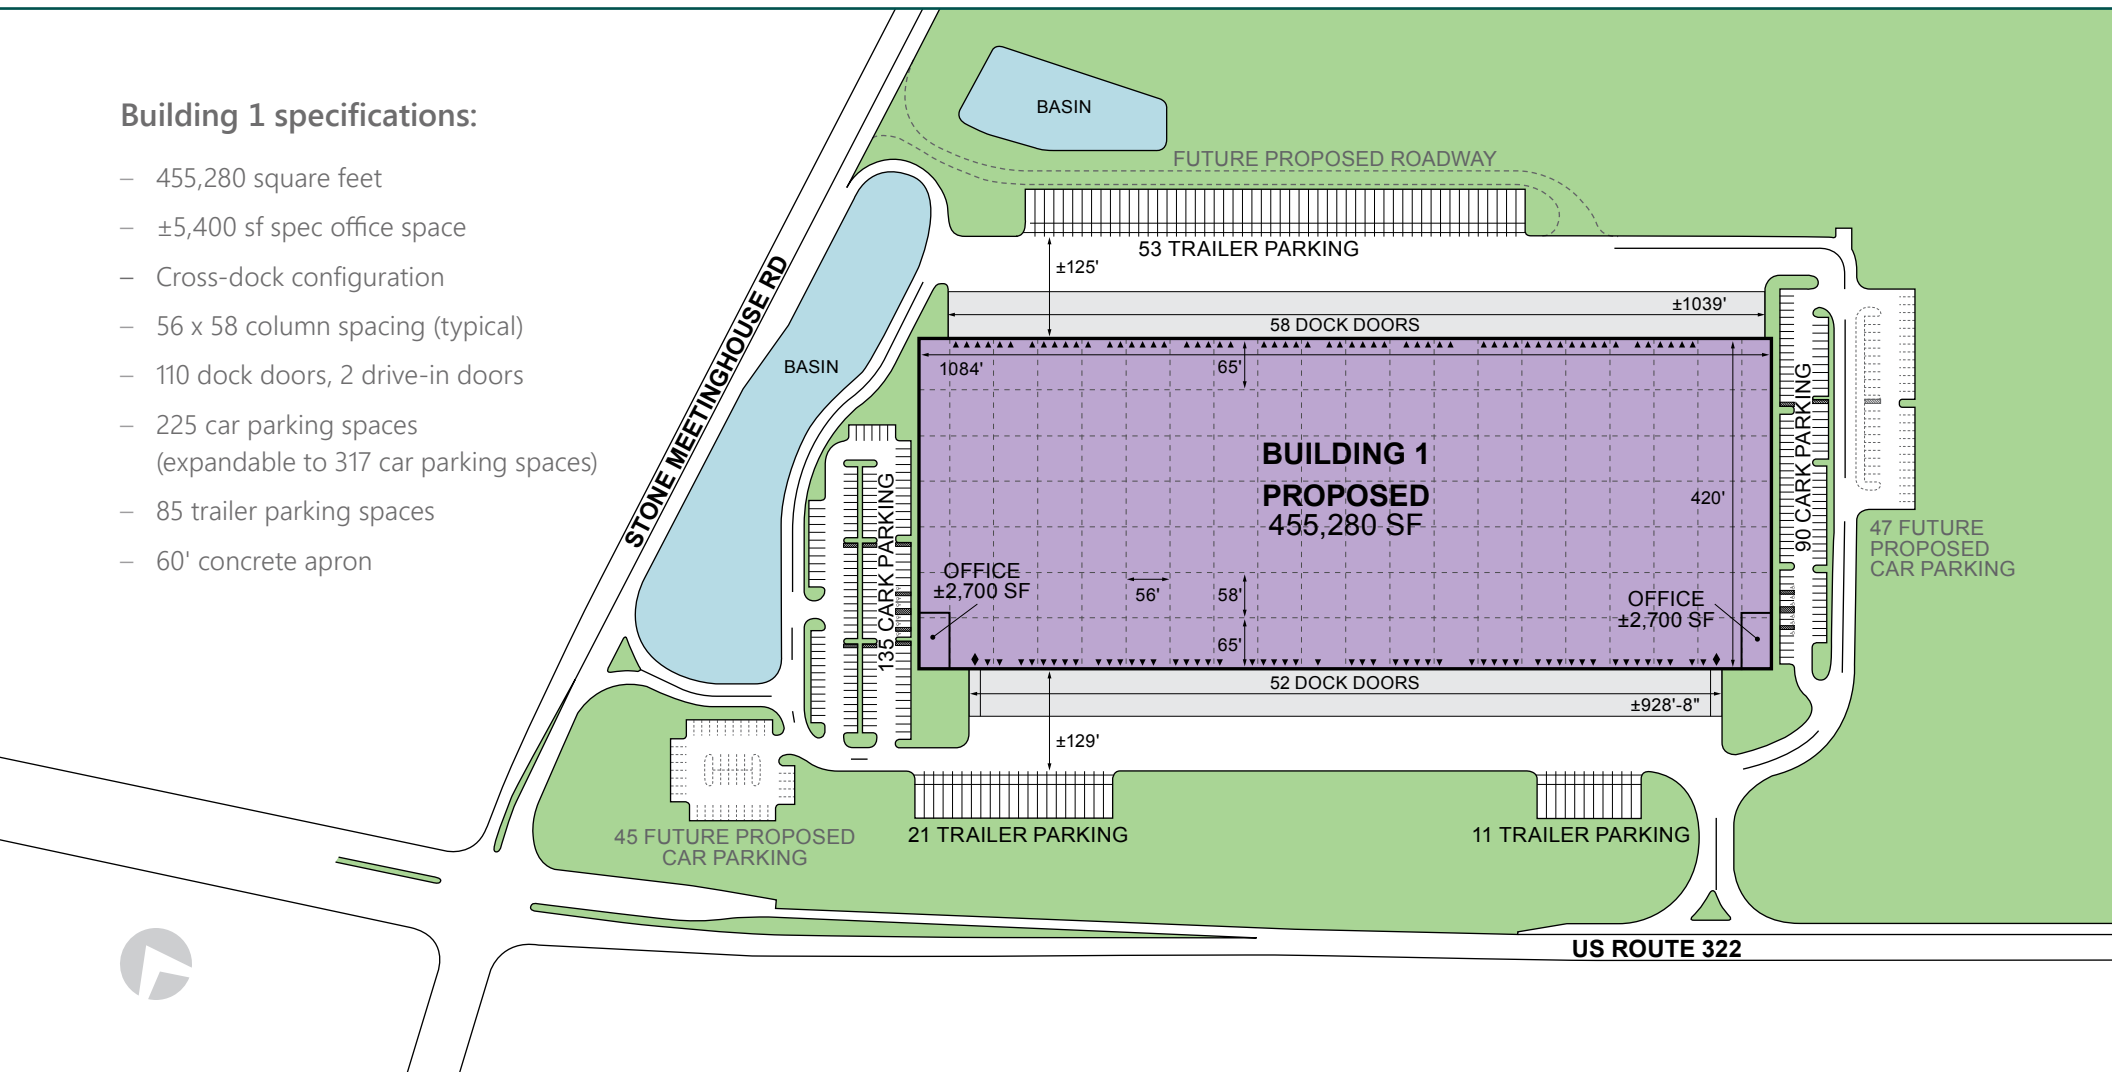 Building 1 specifications:
– 455,280 square feet
– ±5,400 sf spec office space
– Cross-dock configuration
– 56 x 58 column spacing (typical)
– 110 dock doors, 2 drive-in doors
– 225 car parking spaces
(expandable to 317 car parking spaces)
– 85 trailer parking spaces
– 60' concrete apron
BASIN
FUTURE PROPOSED ROADWAY
53 TRAILER PARKING
±125'
±1039'
58 DOCK DOORS
STONE MEETINGHOUSE RD
BASIN
1084'
65'
BUILDING 1
PROPOSED
455,280 SF
420'
135 CARK PARKING
90 CARK PARKING
47 FUTURE
PROPOSED
CAR PARKING
OFFICE
±2,700 SF
56'
58'
65'
OFFICE
±2,700 SF
52 DOCK DOORS
±928'-8"
±129'
45 FUTURE PROPOSED
CAR PARKING
21 TRAILER PARKING
11 TRAILER PARKING
US ROUTE 322